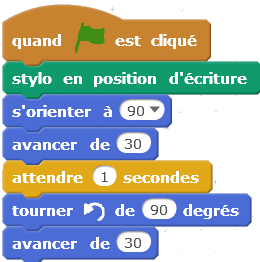 quand est cliqué
stylo en position d'écriture
s'orienter à 90
avancer de 30
attendre 1 secondes
tourner de 90 degrés
avancer de 30